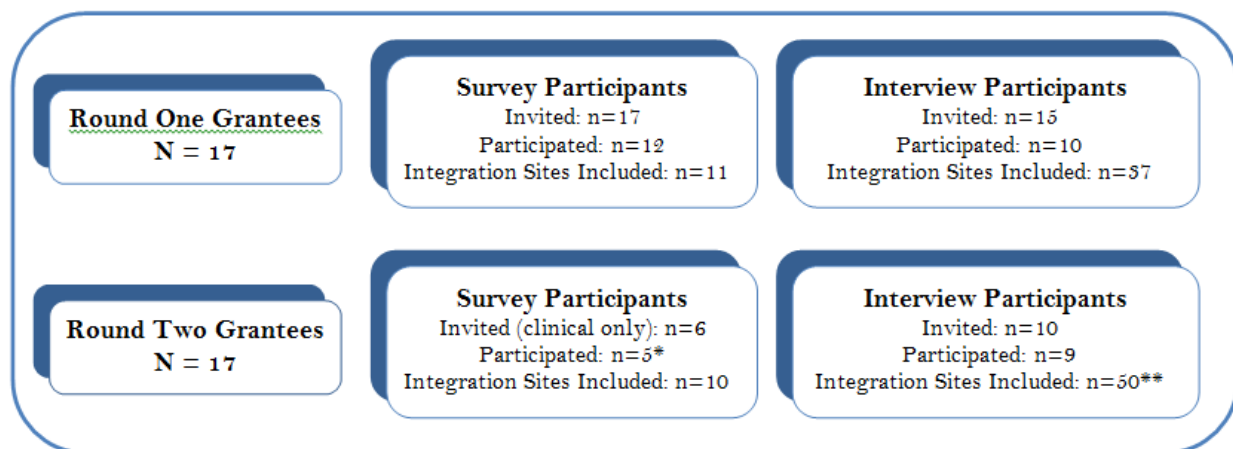 Round One Grantees
N = 17
Survey Participants
Invited: n=17
Participated: n=12
Integration Sites Included: n=11
Interview Participants
Invited: n=15
Participated: n=10
Integration Sites Included: n=37
Round Two Grantees
N = 17
Survey Participants
Invited (clinical only): n=6
Participated: n=5*
Integration Sites Included: n=10
Interview Participants
Invited: n=10
Participated: n=9
Integration Sites Included: n=50**